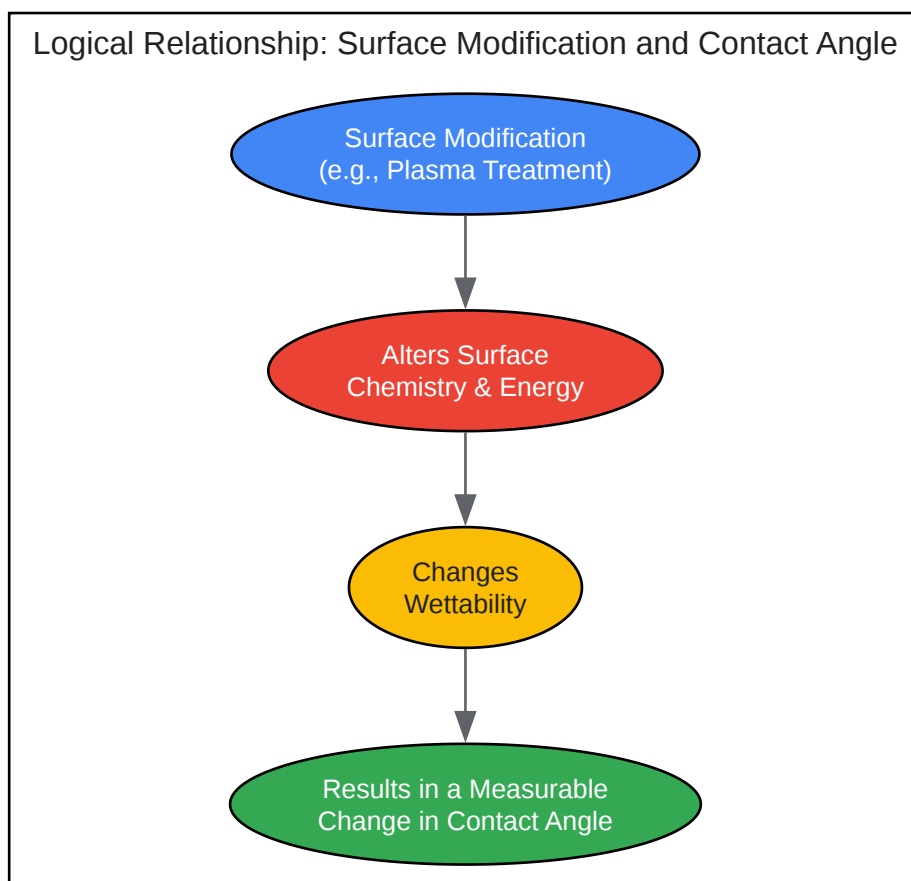 Logical Relationship: Surface Modification and Contact Angle
Surface Modification
(e.g., Plasma Treatment)
Alters Surface
Chemistry & Energy
Changes
Wettability
Results in a Measurable
Change in Contact Angle